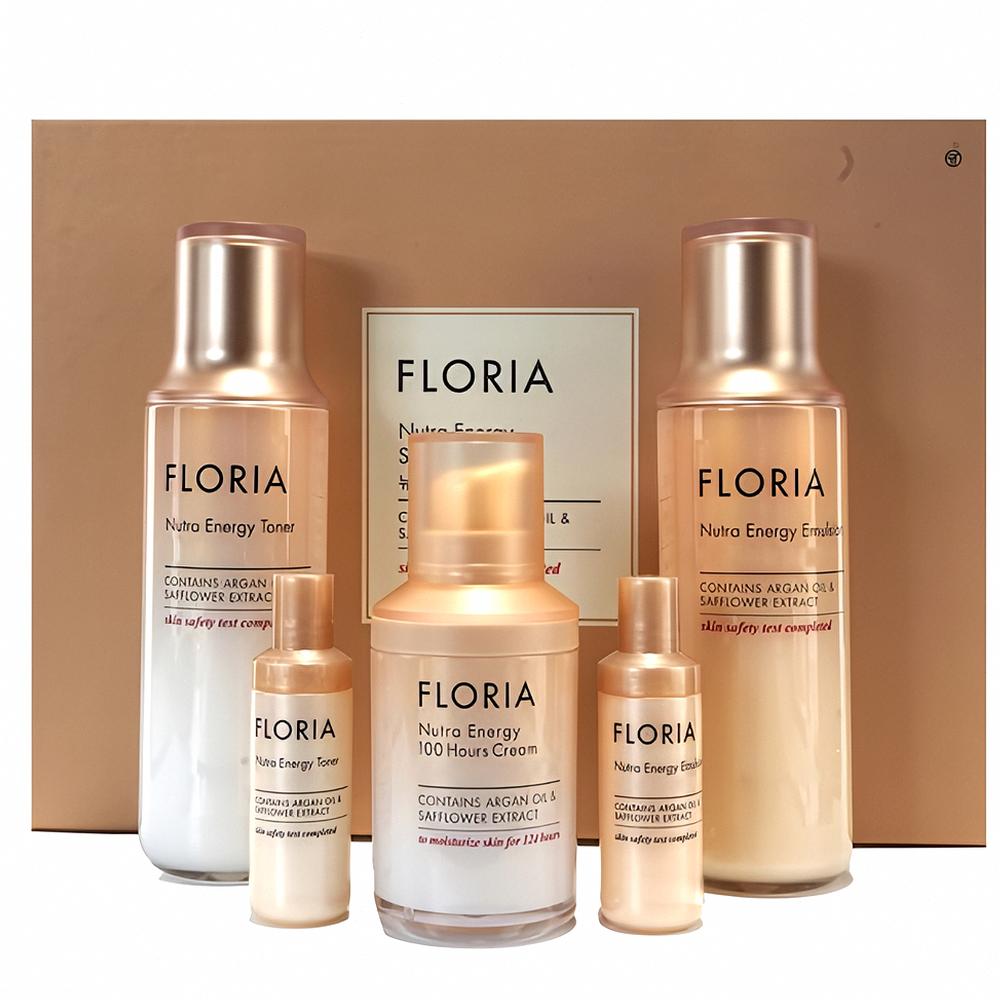 FLORIA
Nutra Energy
FLORIA
Nutra Energy Toner
CONTAINS ARGAN
SAFFLOWER EXTRACT
skin safety test
FLORIA
Nutra Energy Emulsion
CONTAINS ARGAN OIL &
SAFFLOWER EXTRACT
skin safety test completed
FLORIA
Nutra Energy Toner
CONTAINS ARGAN OIL &
SAFFLOWER EXTRACT
skin safety test completed
FLORIA
Nutra Energy
100 Hours Cream
CONTAINS ARGAN OIL &
SAFFLOWER EXTRACT
to moisturize skin for 124 hours
FLORIA
Nutra Energy Emulsion
CONTAINS ARGAN OIL &
SAFFLOWER EXTRACT
skin safety test completed